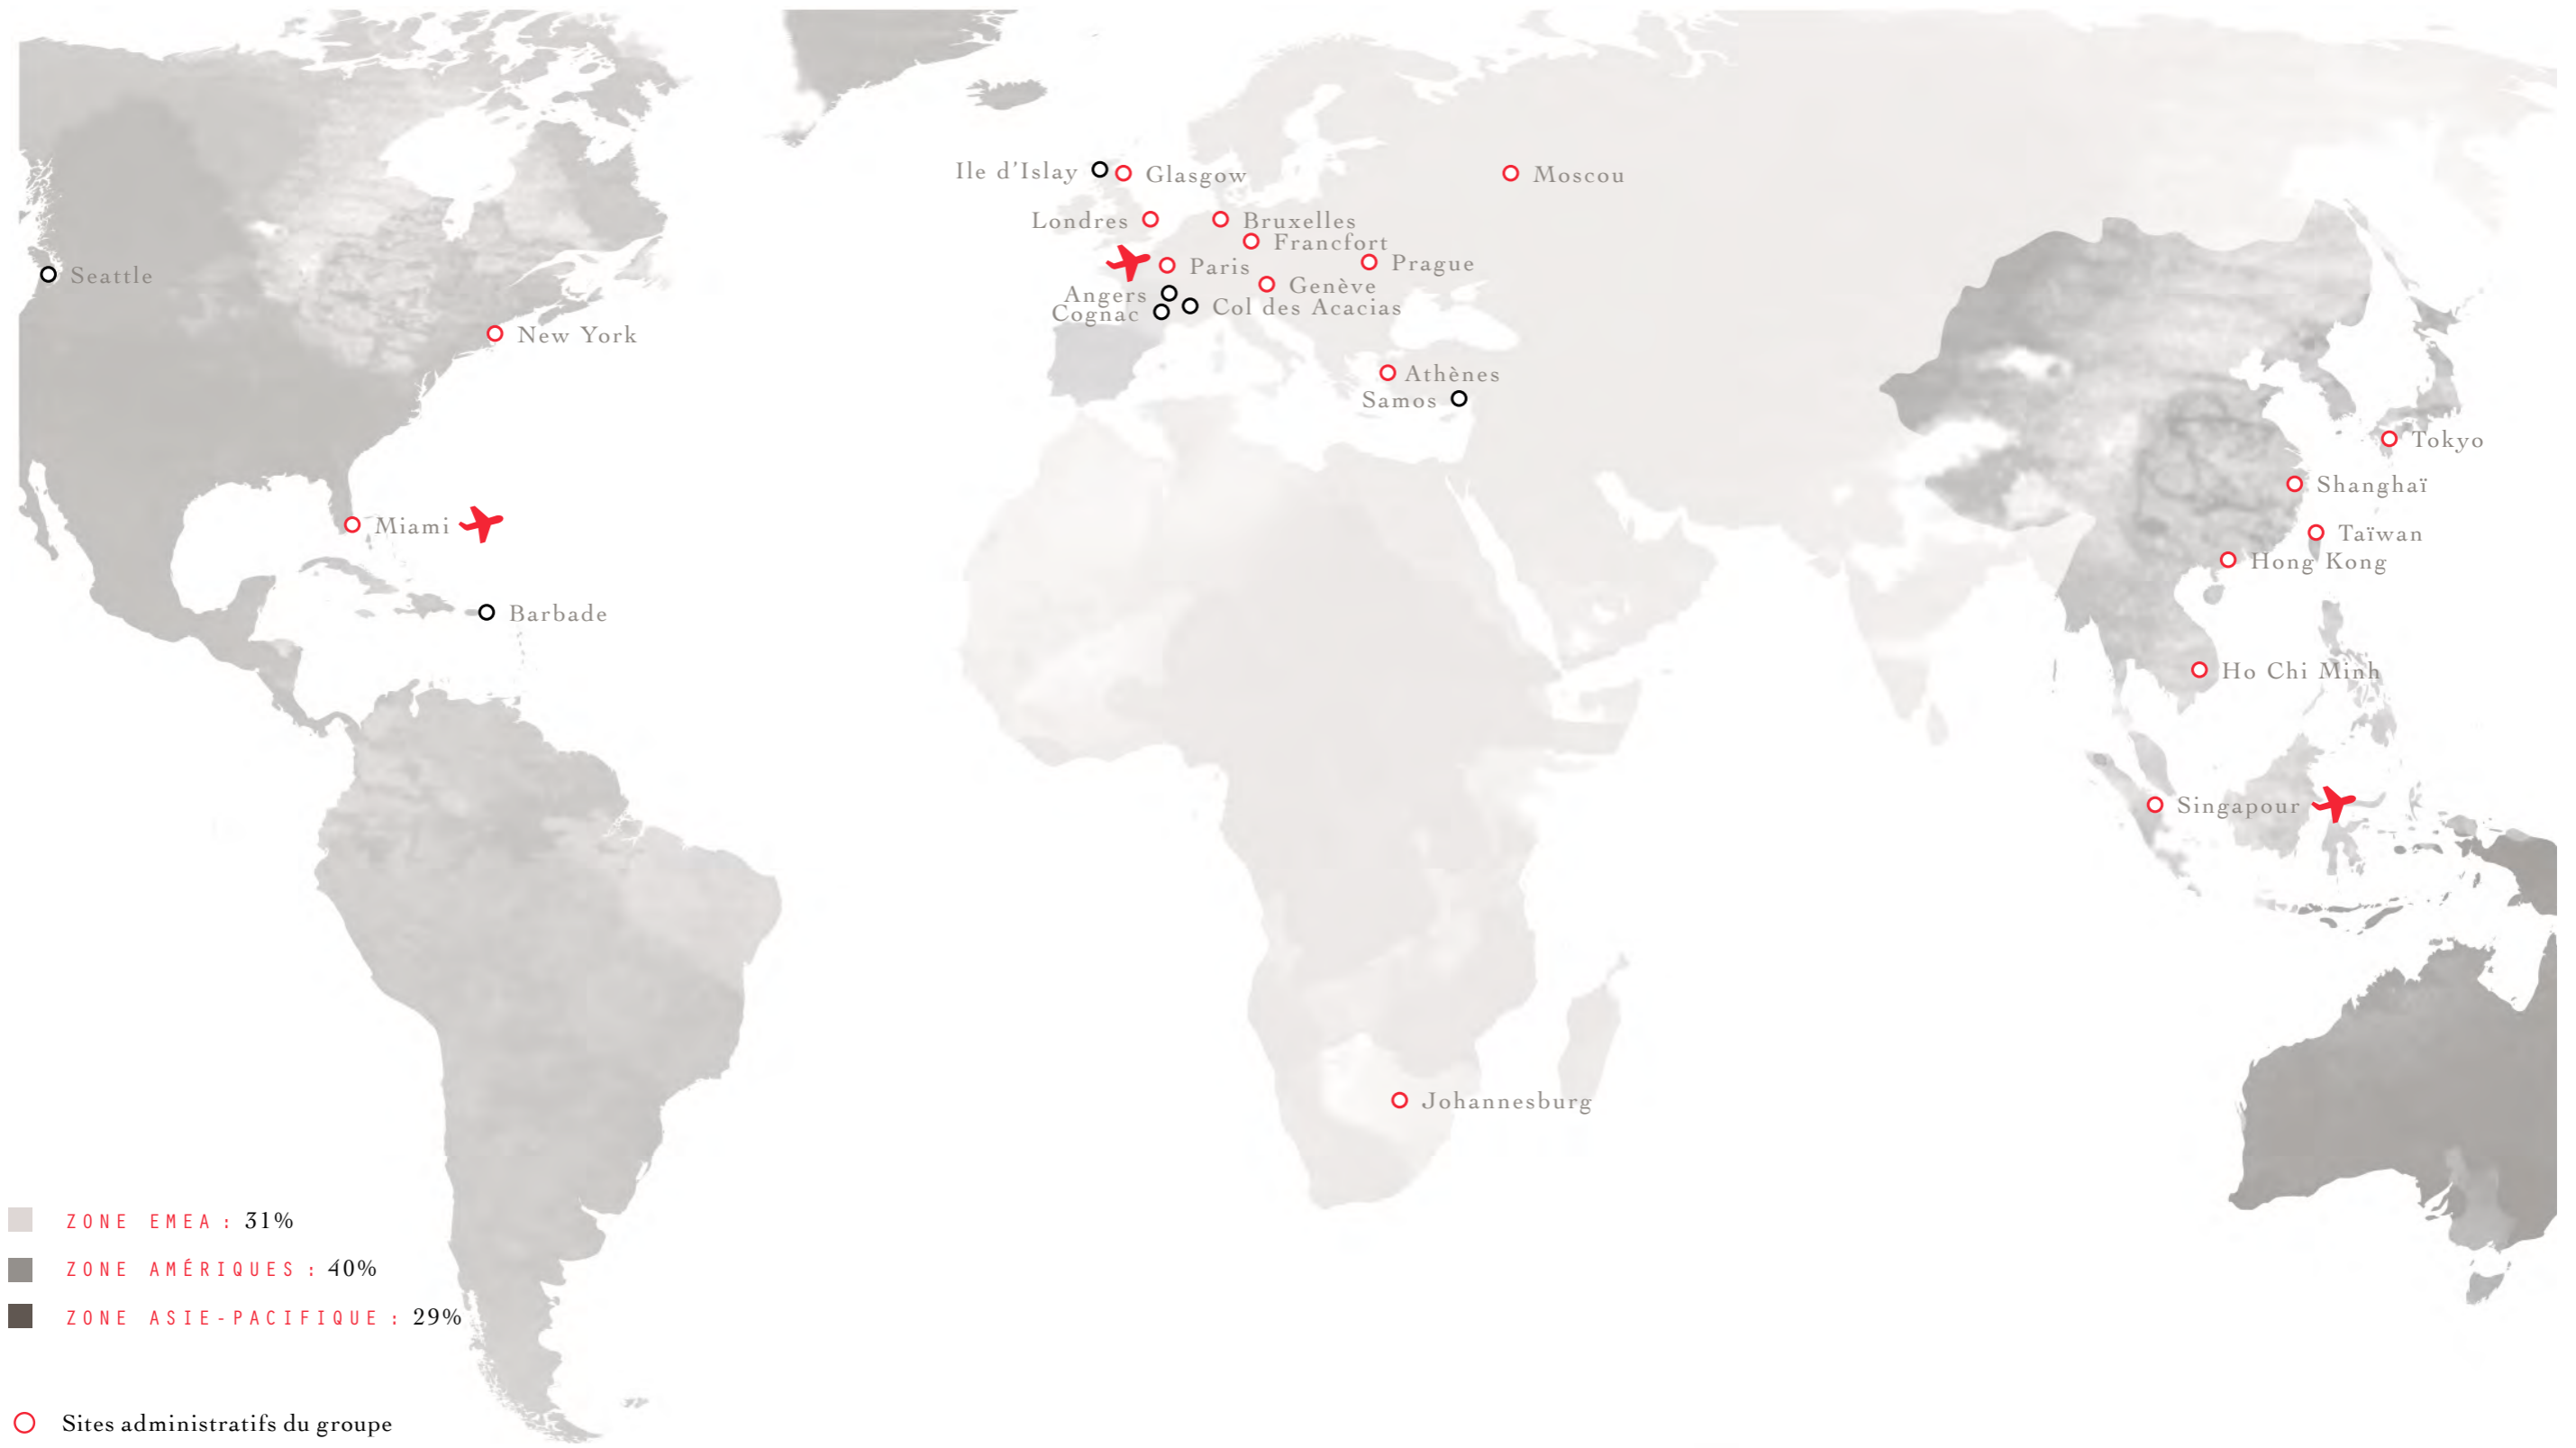 Ile d'Islay
Glasgow
Moscou
Londres
Bruxelles
Francfort
Prague
Paris
Seattle
Genève
Angers
Col des Acacias
Cognac
New York
Athènes
Samos
Tokyo
Shanghaï
Miami
Taïwan
Hong Kong
Barbade
Ho Chi Minh
Singapour
Johannesburg
ZONE EMEA : 31%
ZONE AMÉRIQUES : 40%
ZONE ASIE-PACIFIQUE : 29%
Sites administratifs du groupe